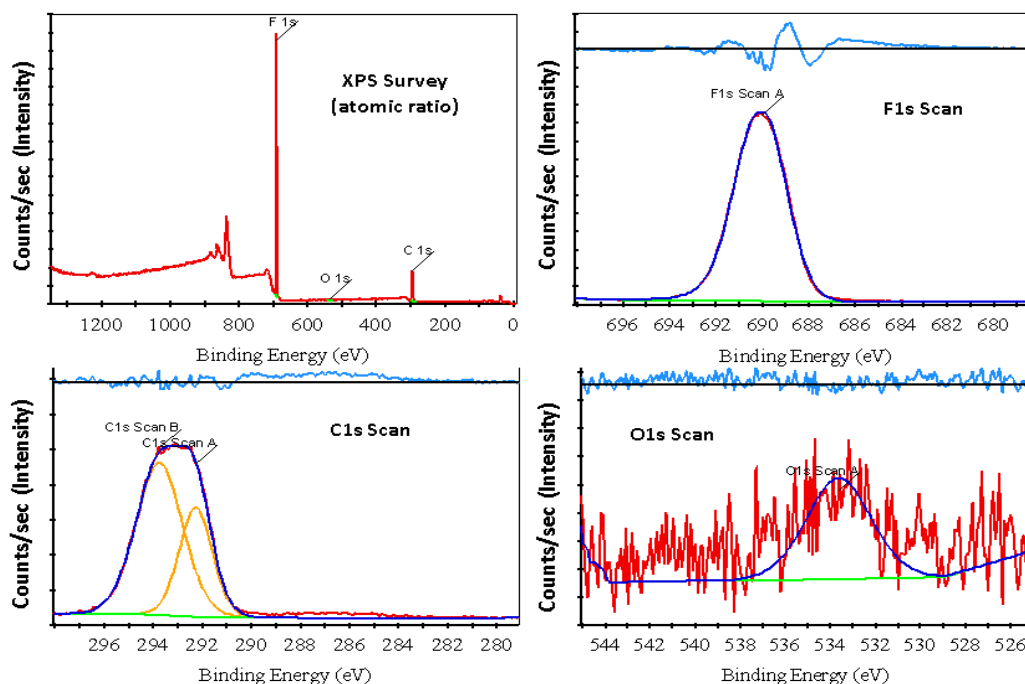 F 1s
XPS Survey
(atomic ratio)
O 1s
C 1s
Counts/sec (Intensity)
1200 1000 800 600 400 200 0
Binding Energy (eV)
F1s Scan A
F1s Scan
Counts/sec (Intensity)
696 694 692 690 688 686 684 682 680
Binding Energy (eV)
C1s Scan B
C1s Scan A
C1s Scan
Counts/sec (Intensity)
296 294 292 290 288 286 284 282 280
Binding Energy (eV)
O1s Scan
O1s Scan A
Counts/sec (Intensity)
544 542 540 538 536 534 532 530 528 526
Binding Energy (eV)